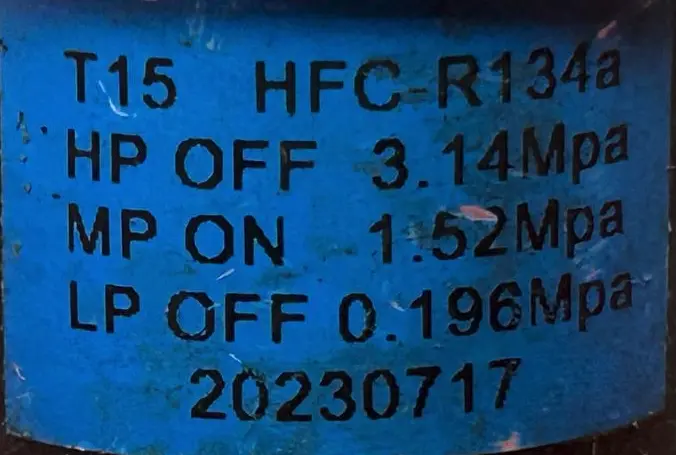 T15 HFC-R134a
HP OFF 3.14Mpa
MP ON 1.52Mpa
LP OFF 0.196Mpa
20230717